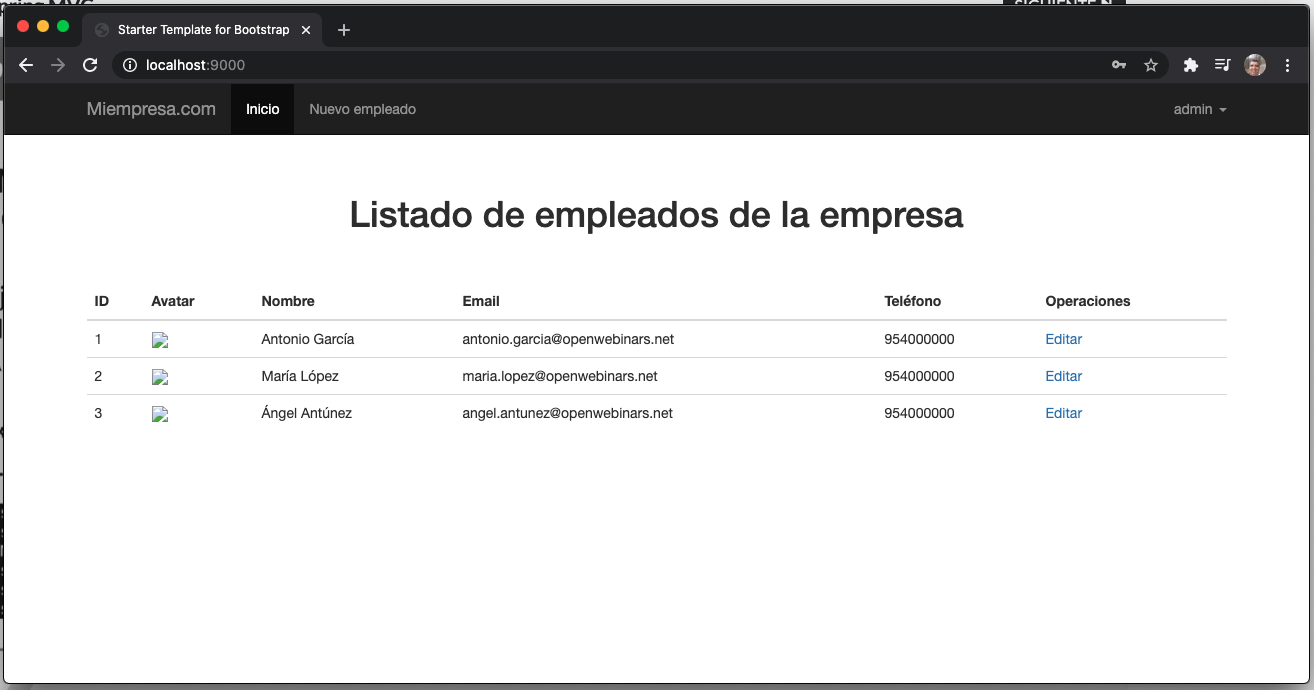 Starter Template for Bootstrap
localhost:9000
Miempresa.com Inicio Nuevo empleado admin
Listado de empleados de la empresa
ID Avatar Nombre Email Teléfono Operaciones
1 Antonio García antonio.garcia@openwebinars.net 954000000 Editar
2 María López maria.lopez@openwebinars.net 954000000 Editar
3 Ángel Antúnez angel.antunez@openwebinars.net 954000000 Editar